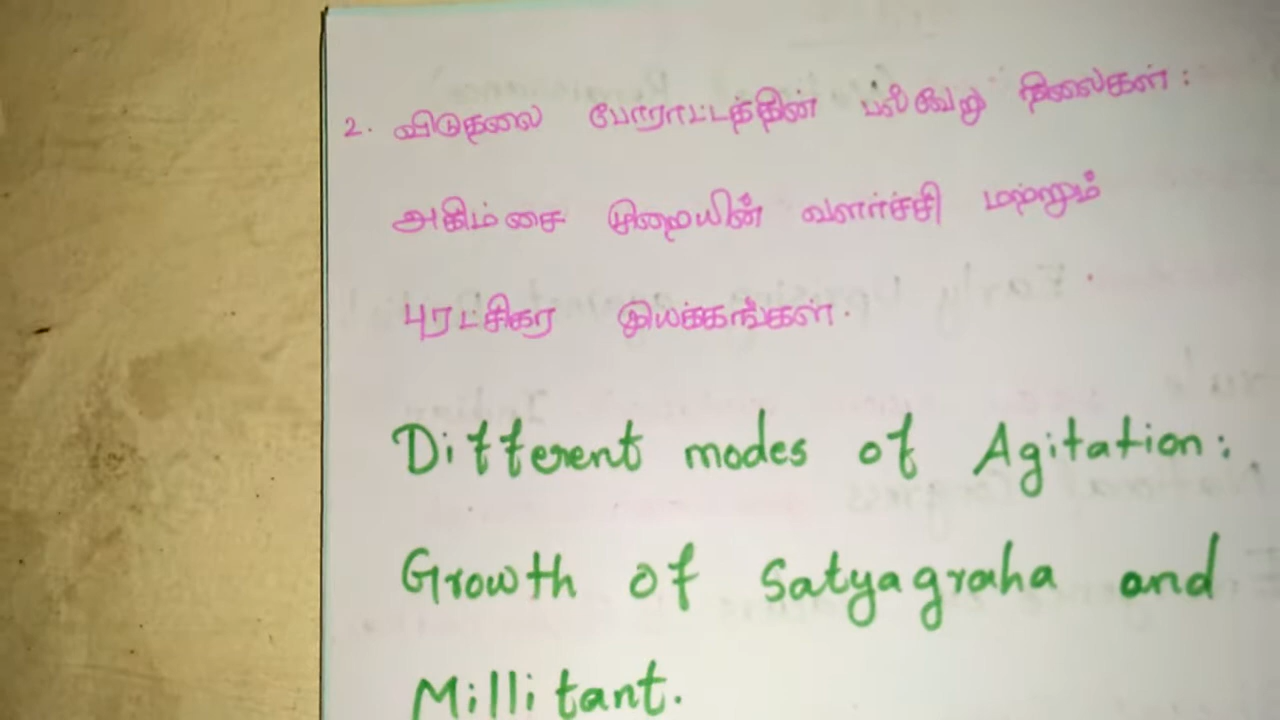 2. விடுதலை போராட்டத்தின் பல்வேறு நிலைகள் :
அகிம்சை முறையின் வளர்ச்சி மற்றும்
புரட்சிகர இயக்கங்கள்.
Different modes of Agitation:
Growth of Satyagraha and
Millitant.